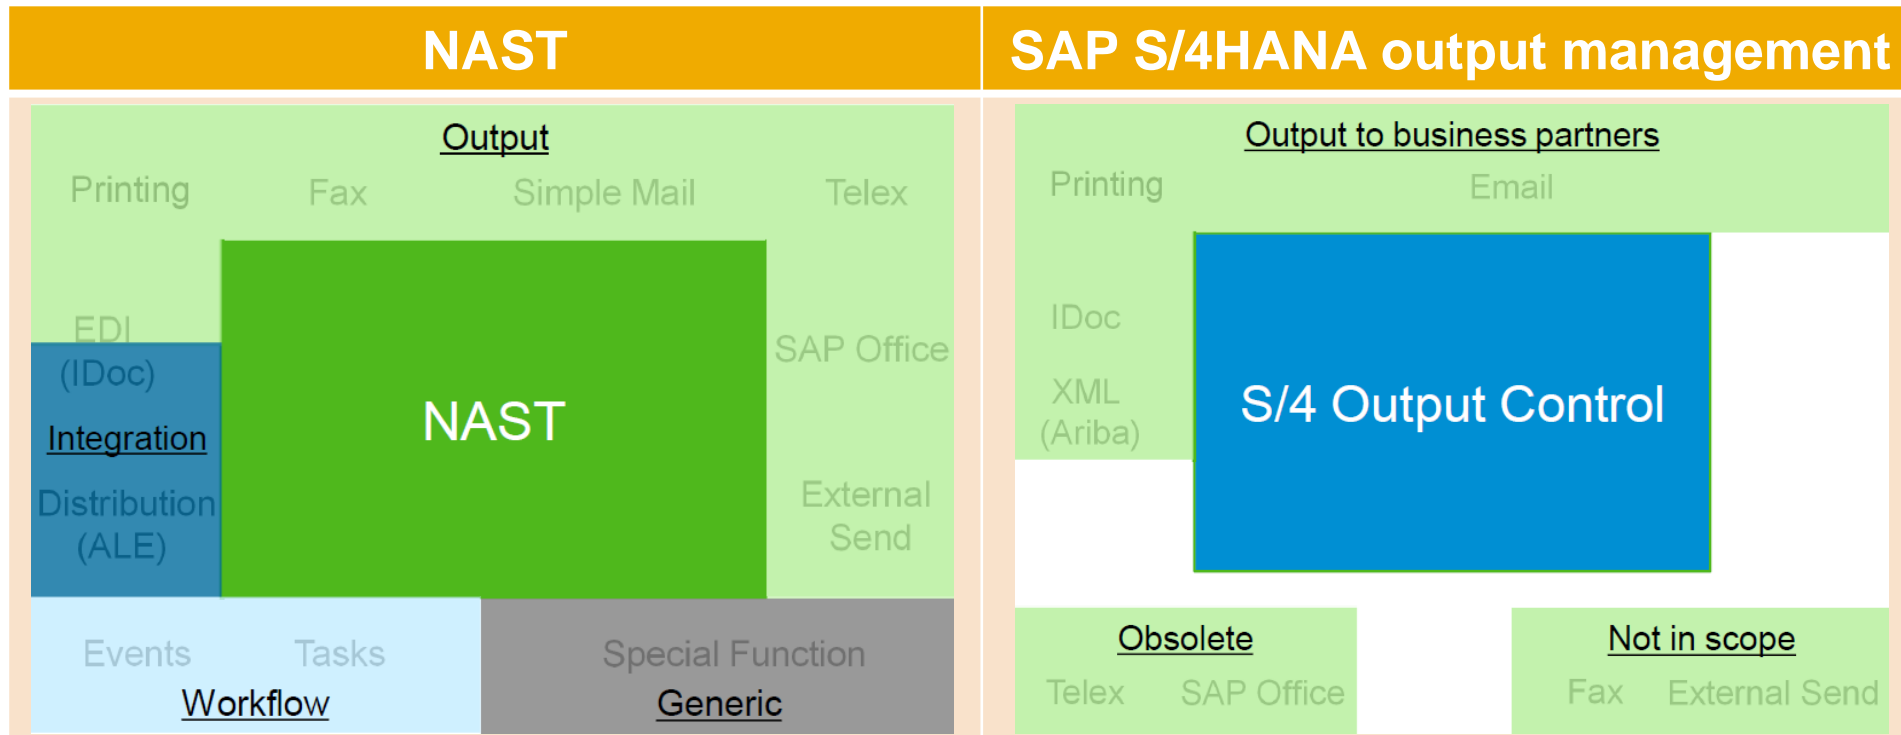 NAST
SAP S/4HANA output management
Output
Printing Fax Simple Mail Telex
EDI
(IDoc)
SAP Office
Integration
NAST
Distribution
(ALE)
External
Send
Events Tasks
Workflow
Special Function
Generic
Output to business partners
Printing Email
IDoc
XML
(Ariba)
S/4 Output Control
Obsolete
Telex SAP Office
Not in scope
Fax External Send